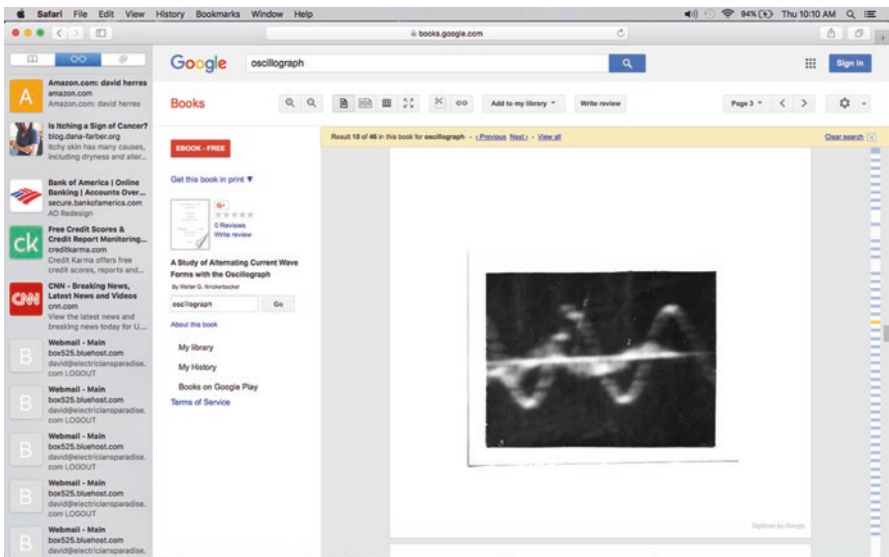 Safari File Edit View History Bookmarks Window Help
94% Thu 10:10 AM
books.google.com
Google
oscillograph
Sign in
A
Amazon.com: david herres
amazon.com
Amazon.com: david herres
Is Itching a Sign of Cancer?
blog.dana-farber.org
Itchy skin has many causes,
including dryness and aller...
Bank of America | Online
Banking | Accounts Over...
secure.bankofamerica.com
AO Redesign
ck
Free Credit Scores &
Credit Report Monitoring...
creditkarma.com
Credit Karma offers free
credit scores, reports and...
CNN
CNN - Breaking News,
Latest News and Videos
cnn.com
View the latest news and
breaking news today for U....
B
Webmail - Main
box525.bluehost.com
david@electriciansparadise.
com LOGOUT
B
Webmail - Main
box525.bluehost.com
david@electriciansparadise.
com LOGOUT
B
Webmail - Main
box525.bluehost.com
david@electriciansparadise.
com LOGOUT
B
Webmail - Main
box525.bluehost.com
david@electriciansparadise.
com LOGOUT
B
Webmail - Main
box525.bluehost.com
david@electriciansparadise.
Books
Add to my library
Write review
Page 3
EBOOK - FREE
Get this book in print ▼
G+
0 Reviews
Write review
A Study of Alternating Current Wave
Forms with the Oscillograph
By Walter G. Knickerbocker
oscillograph
Go
About this book
My library
My History
Books on Google Play
Terms of Service
Result 10 of 46 in this book for oscillograph - ‹ Previous Next › - View all
Clear search
Digitized by Google